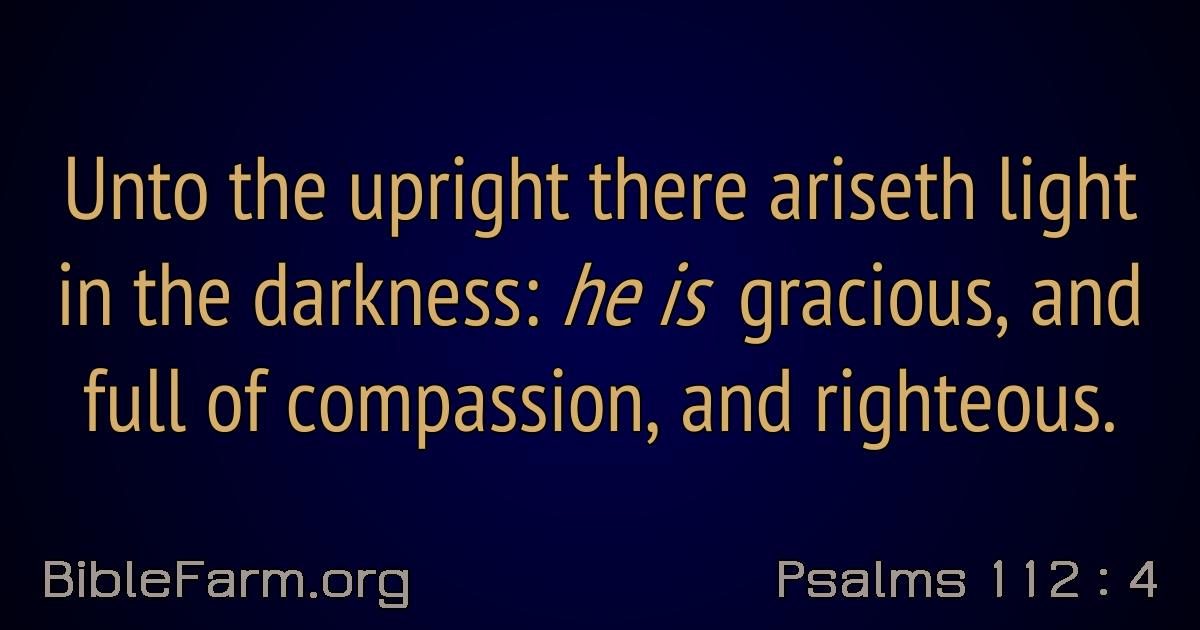 Unto the upright there ariseth light
in the darkness: he is gracious, and
full of compassion, and righteous.
BibleFarm.org
Psalms 112 : 4